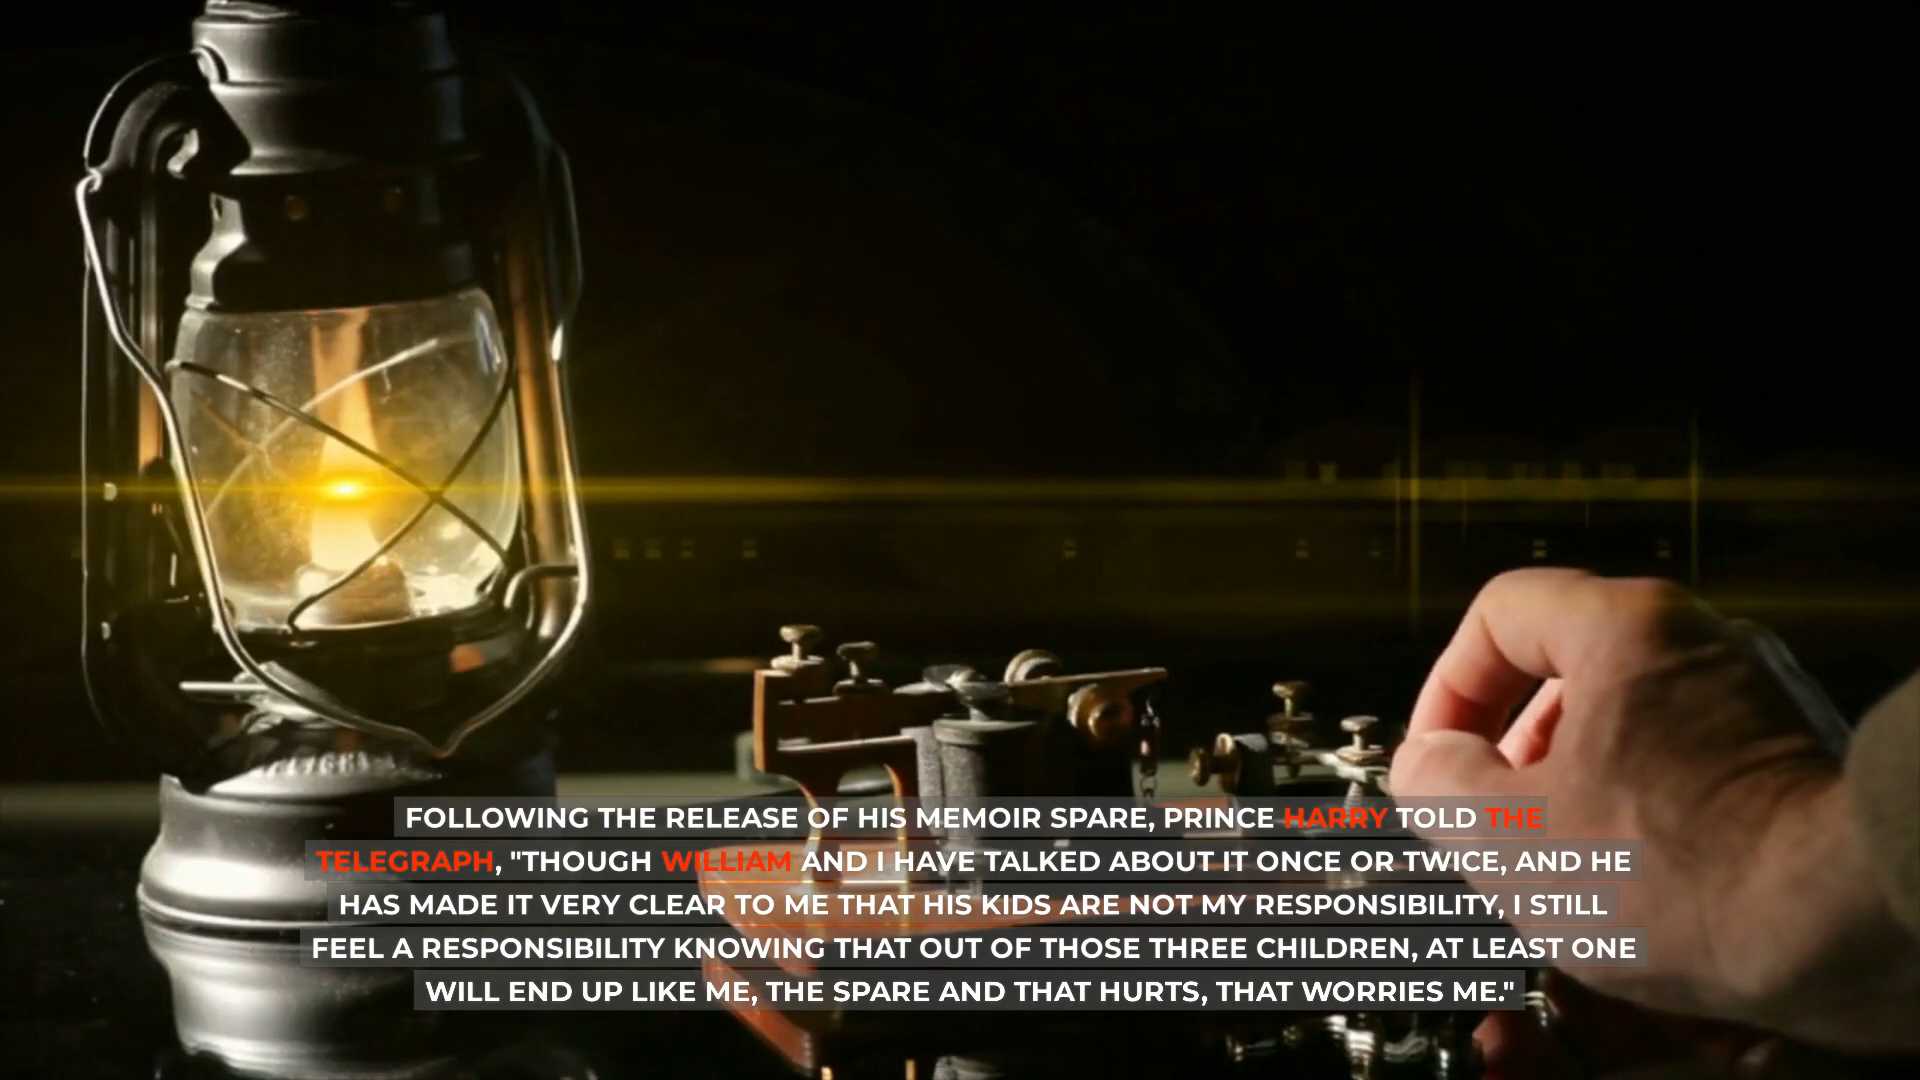 FOLLOWING THE RELEASE OF HIS MEMOIR SPARE, PRINCE HARRY TOLD THE
TELEGRAPH, "THOUGH WILLIAM AND I HAVE TALKED ABOUT IT ONCE OR TWICE, AND HE
HAS MADE IT VERY CLEAR TO ME THAT HIS KIDS ARE NOT MY RESPONSIBILITY, I STILL
FEEL A RESPONSIBILITY KNOWING THAT OUT OF THOSE THREE CHILDREN, AT LEAST ONE
WILL END UP LIKE ME, THE SPARE AND THAT HURTS, THAT WORRIES ME."